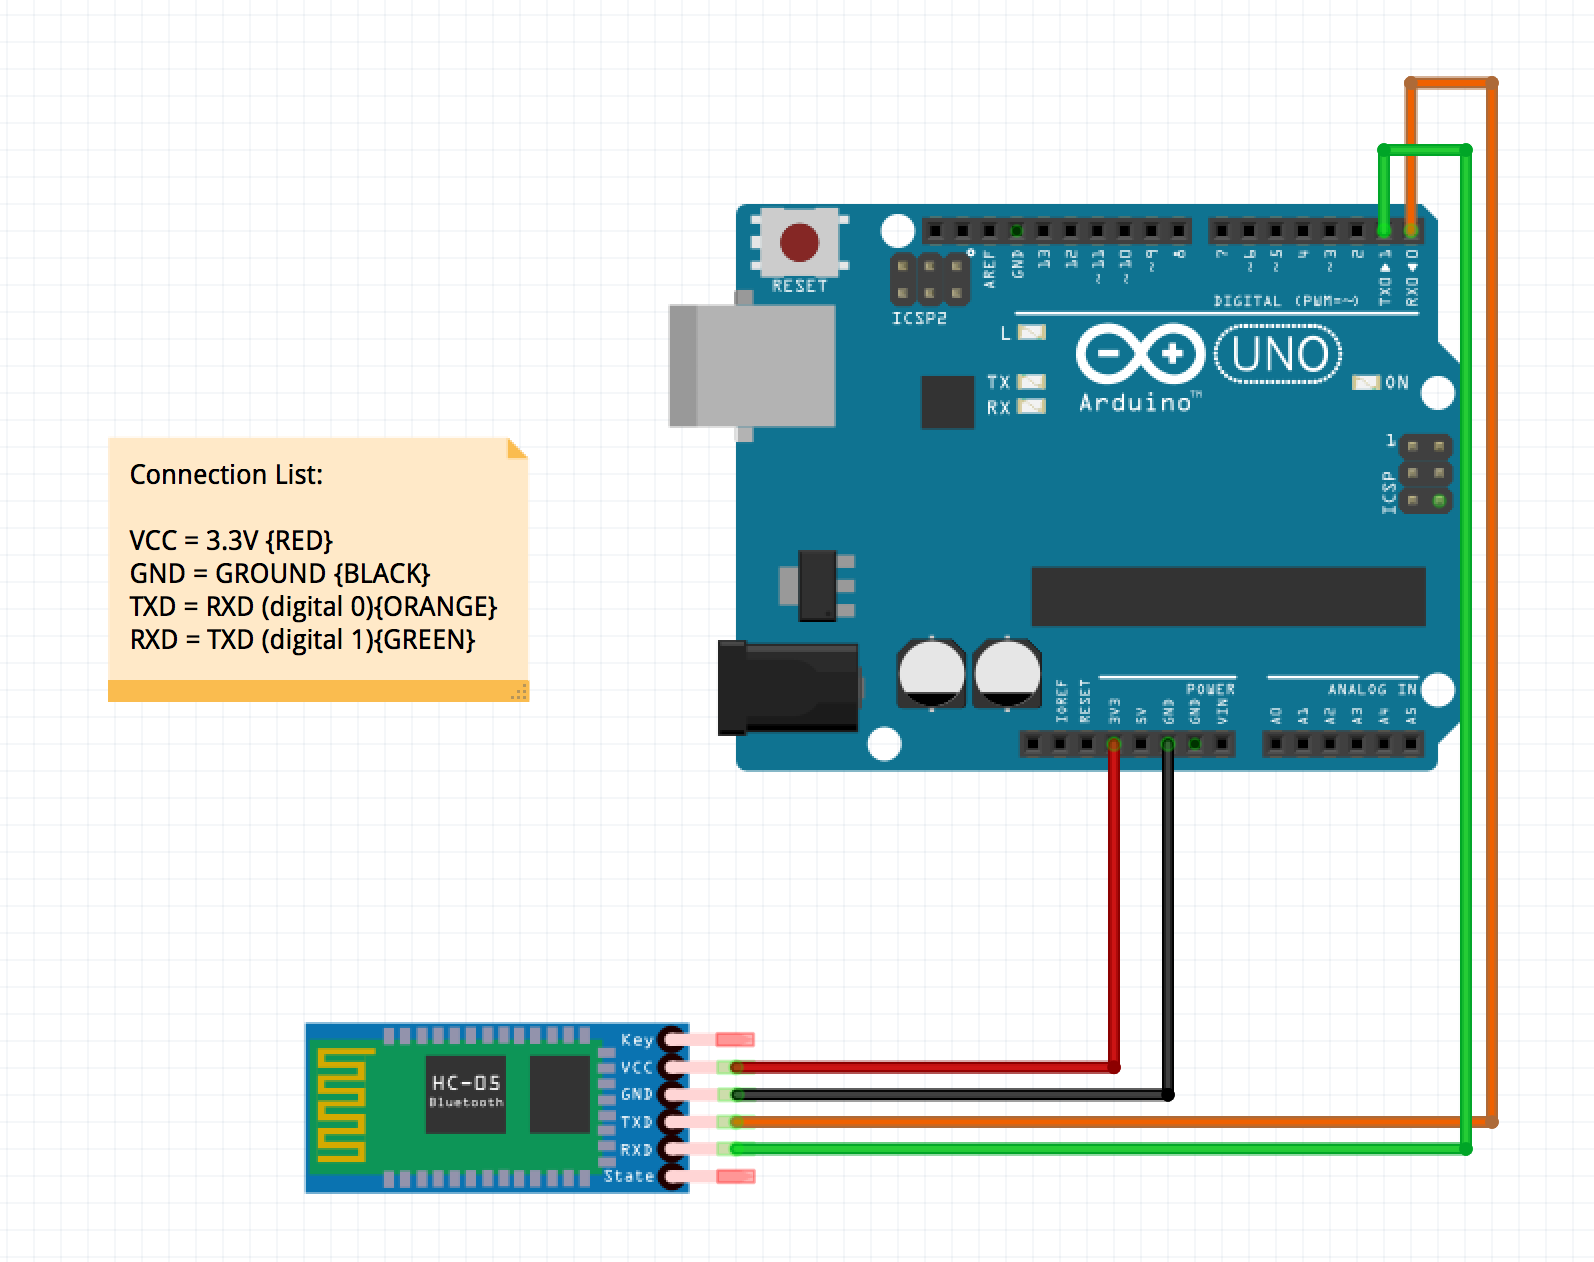 RESET
ICSP2
AREF
GND
13
12
~11
~10
~9
8
7
~6
~5
4
~3
2
TX0▶1
RX0◀0
DIGITAL (PWM=~)
L
TX
RX
UNO
Arduino™
ON
1
ICSP
Connection List:
VCC = 3.3V {RED}
GND = GROUND {BLACK}
TXD = RXD (digital 0){ORANGE}
RXD = TXD (digital 1){GREEN}
POWER
ANALOG IN
IOREF
RESET
3V3
5V
GND
GND
VIN
A0
A1
A2
A3
A4
A5
HC-05
Bluetooth
Key
VCC
GND
TXD
RXD
State